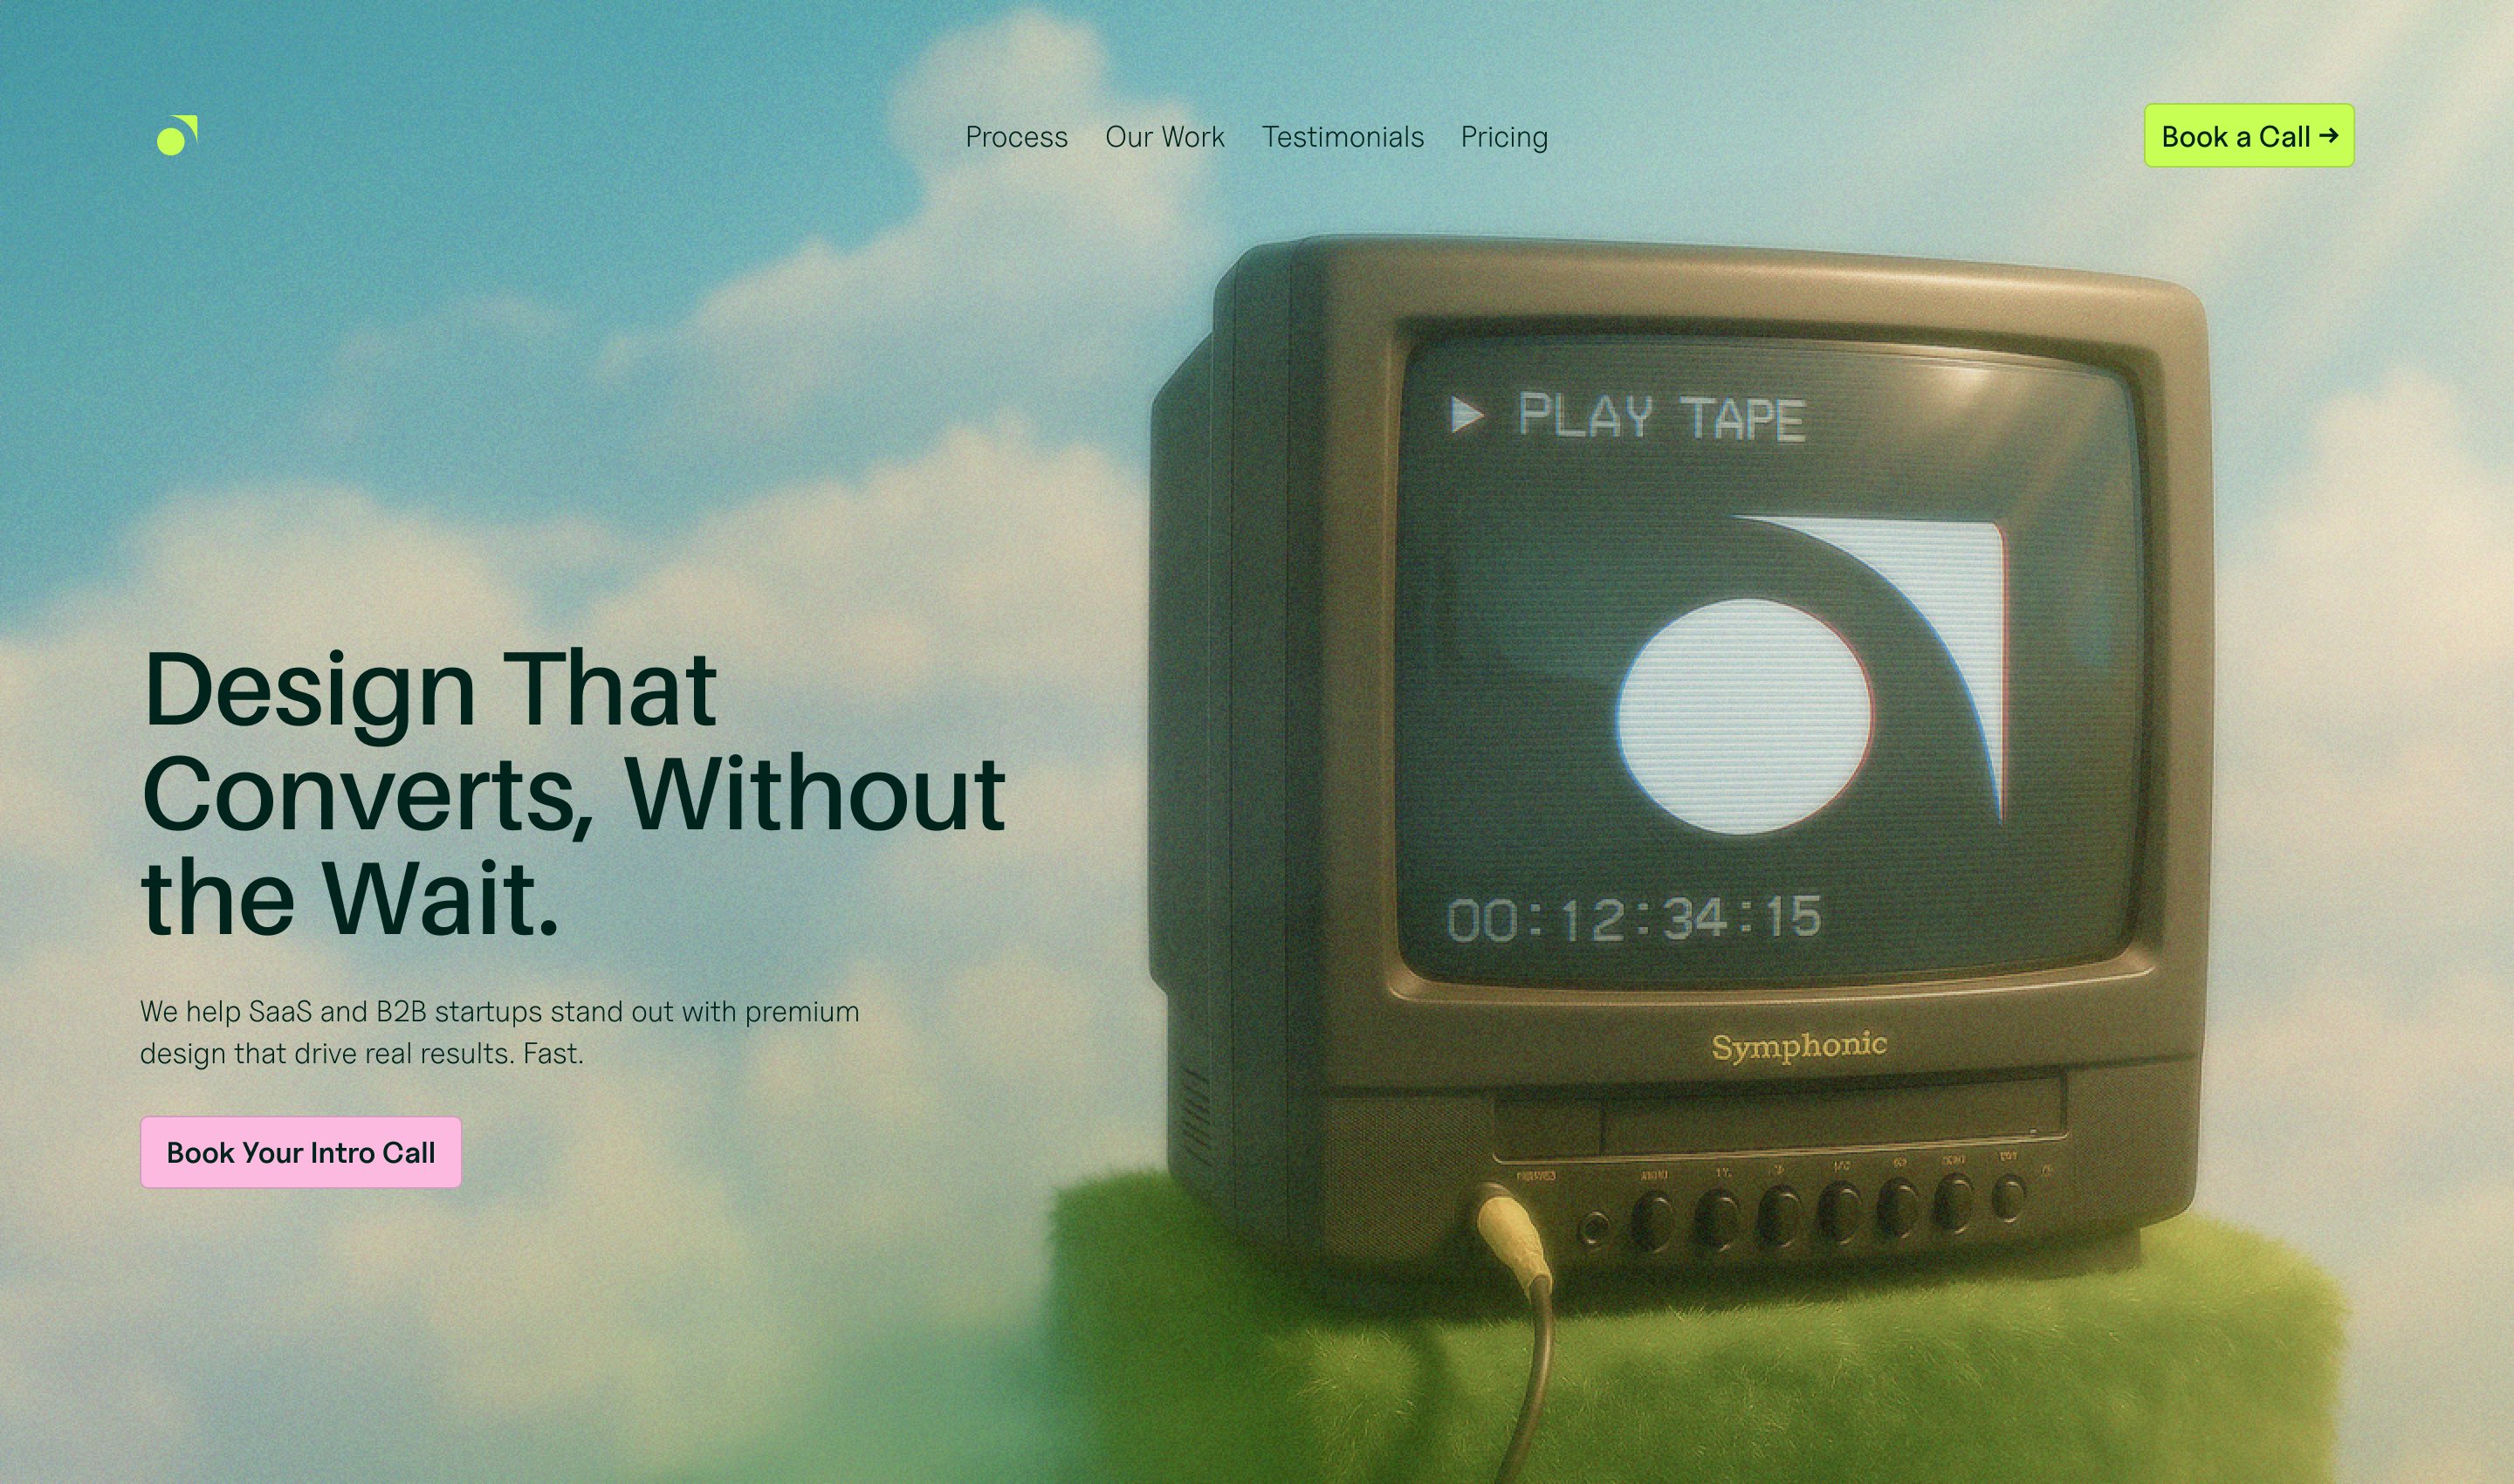 Process
Our Work
Testimonials
Pricing
Book a Call →
▶ PLAY TAPE
Design That
Converts, Without
the Wait.
00:12:34:15
We help SaaS and B2B startups stand out with premium
design that drive real results. Fast.
Symphonic
Book Your Intro Call